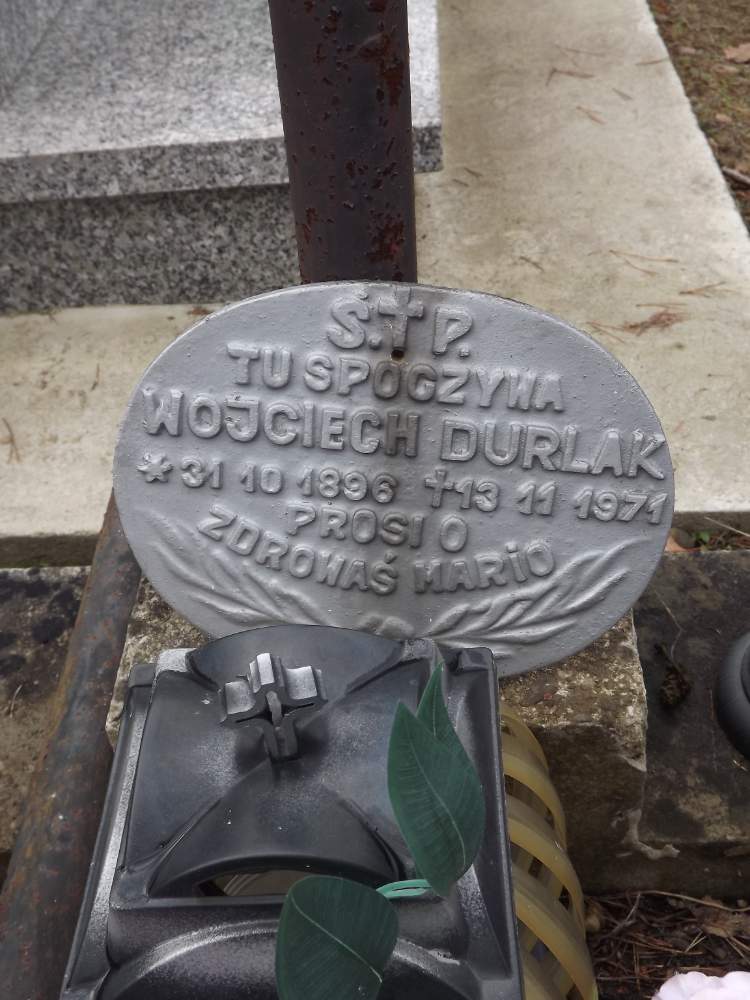 Ś.✝P.
TU SPOCZYWA
WOJCIECH DURLAK
*31 10 1896 ✝13 11 1971
PROSI O
ZDROWAŚ MARIO